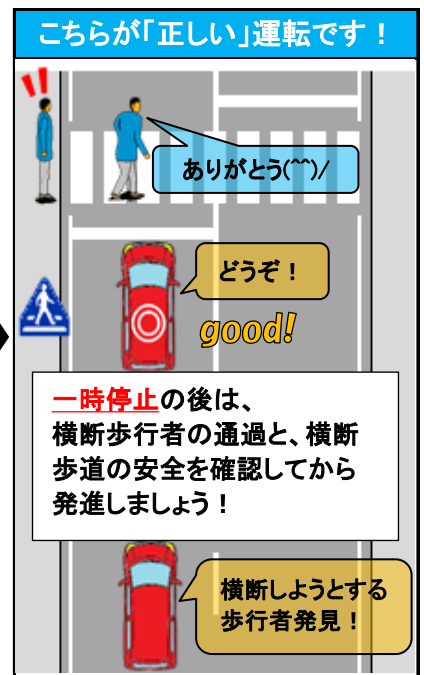 こちらが「正しい」運転です！
ありがとう(^^)/
どうぞ！
good!
一時停止の後は、
横断歩行者の通過と、横断
歩道の安全を確認してから
発進しましょう！
横断しようとする
歩行者発見！